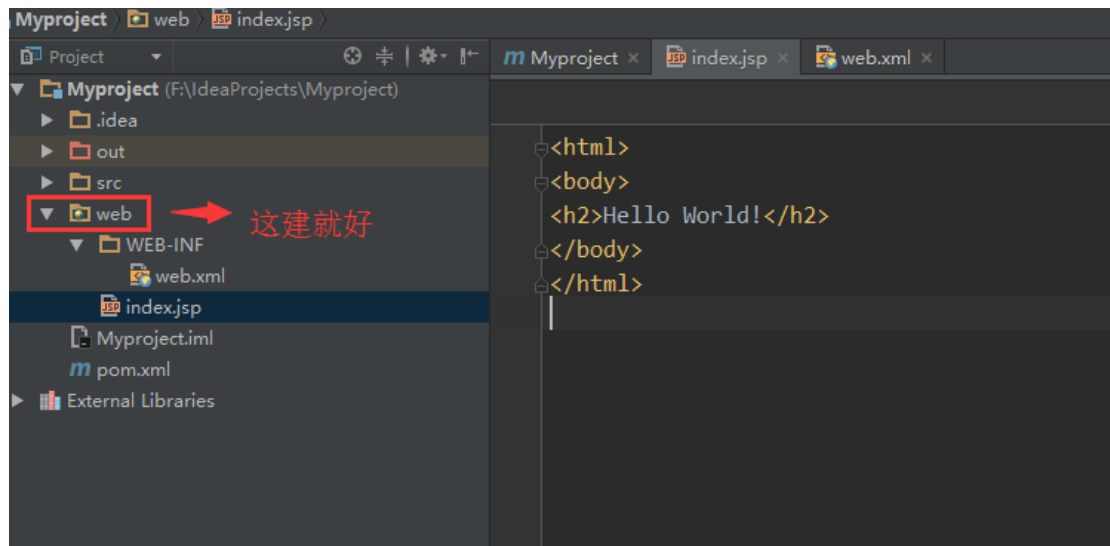 Myproject web index.jsp
Project
Myproject index.jsp web.xml
Myproject (F:\IdeaProjects\Myproject)
.idea
out
src
web
这建就好
WEB-INF
web.xml
index.jsp
Myproject.iml
pom.xml
External Libraries
<html>
<body>
<h2>Hello World!</h2>
</body>
</html>